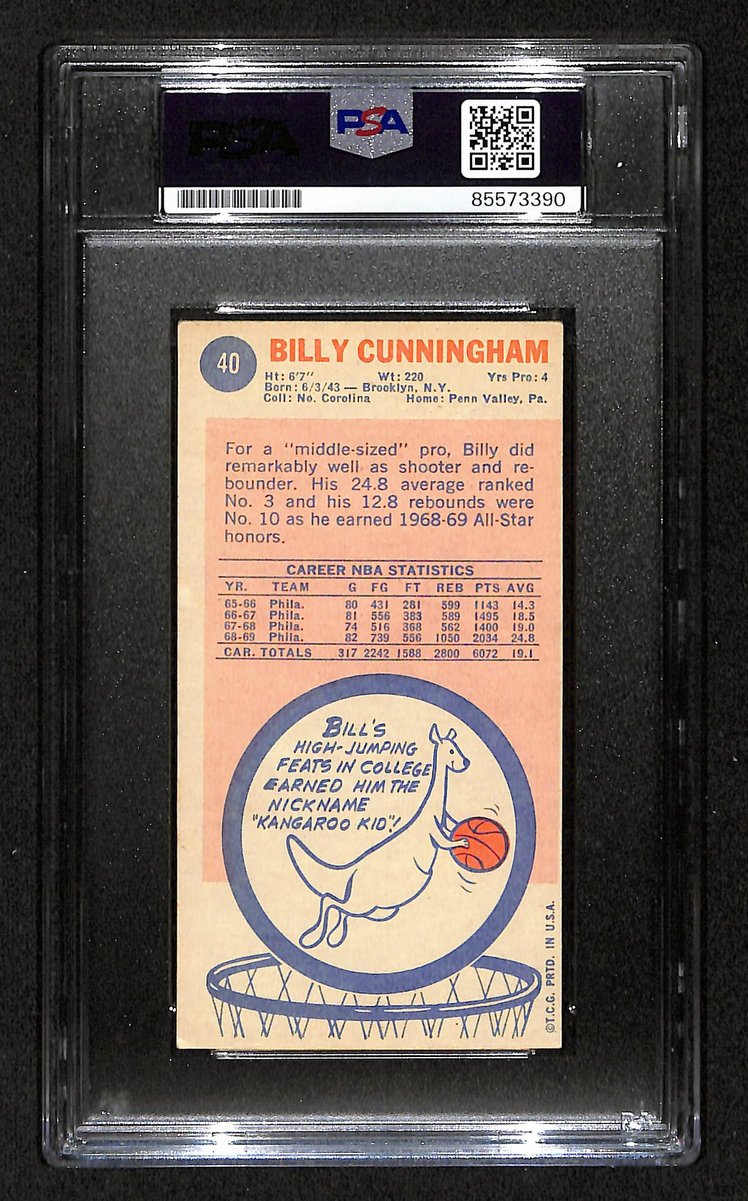 PSA
PSA
85573390
40
BILLY CUNNINGHAM
Ht: 6'7" Wt: 220 Yrs Pro: 4
Born: 6/3/43 — Brooklyn, N.Y.
Coll: No. Corolina Home: Penn Valley, Pa.
For a "middle-sized" pro, Billy did
remarkably well as shooter and re-
bounder. His 24.8 average ranked
No. 3 and his 12.8 rebounds were
No. 10 as he earned 1968-69 All-Star
honors.
CAREER NBA STATISTICS
YR. TEAM G FG FT REB PTS AVG
65-66 Phila. 80 431 281 599 1143 14.3
66-67 Phila. 81 556 383 589 1495 18.5
67-68 Phila. 74 516 368 562 1400 19.0
68-69 Phila. 82 739 556 1050 2034 24.8
CAR. TOTALS 317 2242 1588 2800 6072 19.1
BILL'S
HIGH-JUMPING
FEATS IN COLLEGE
EARNED HIM THE
NICKNAME
"KANGAROO KID"!
©T.C.G. PRTD. IN U.S.A.